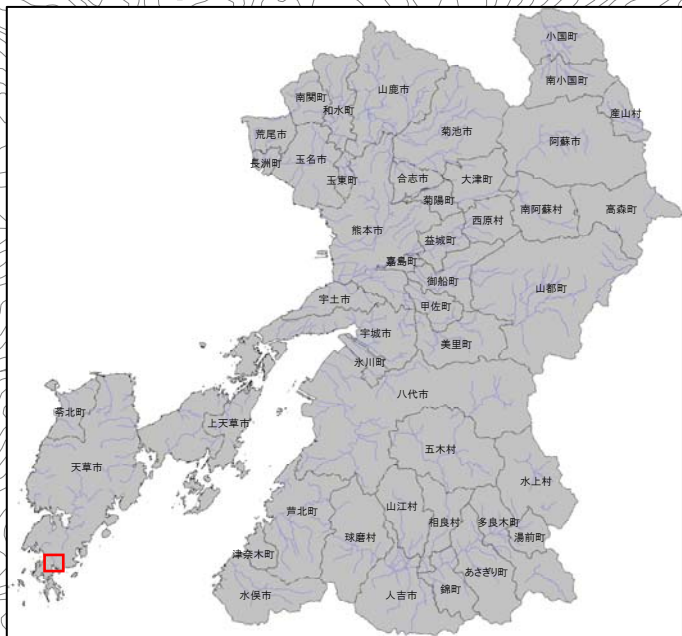 小国町
南小国町
産山村
山鹿市
南関町
和水町
菊池市
阿蘇市
荒尾市
長洲町
玉名市
玉東町
合志市
大津町
菊陽町
西原村
南阿蘇村
高森町
熊本市
益城町
嘉島町
御船町
山都町
宇土市
甲佐町
宇城市
美里町
氷川町
八代市
上天草市
苓北町
天草市
五木村
水上村
芦北町
山江村
球磨村
相良村
多良木町
湯前町
津奈木町
あさぎり町
水俣市
人吉市
錦町